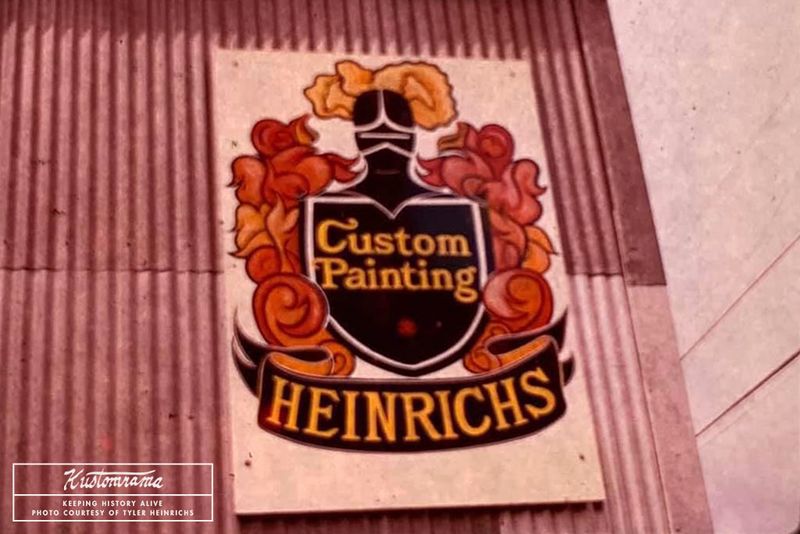 Custom
Painting
HEINRICHS
Kustomrama
KEEPING HISTORY ALIVE
PHOTO COURTESY OF TYLER HEINRICHS